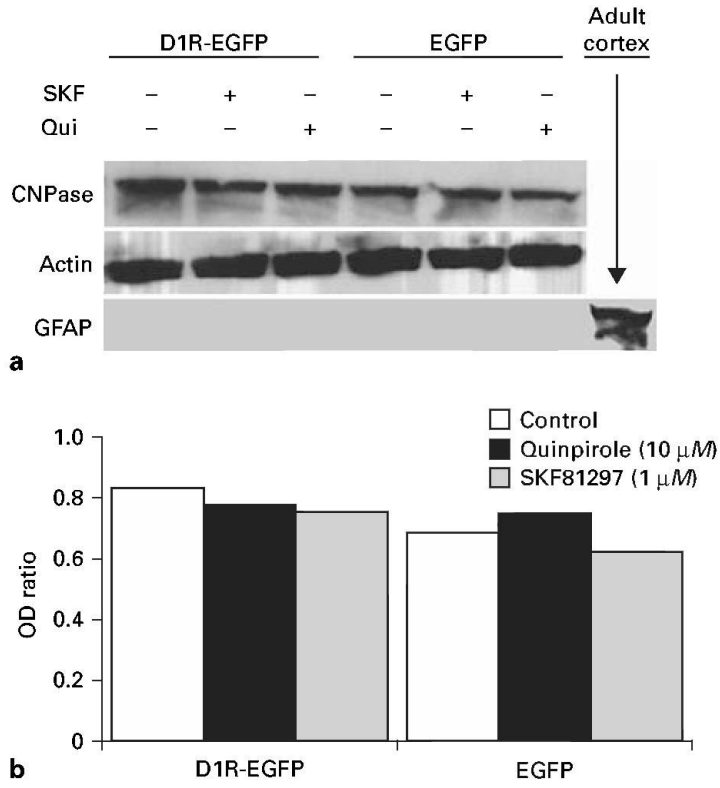 Adult
cortex
D1R-EGFP EGFP
SKF – + – – + –
Qui – – + – – +
CNPase
Actin
GFAP
a
Control
Quinpirole (10 μM)
SKF81297 (1 μM)
1.0
0.8
0.6
0.4
0.2
0
OD ratio
D1R-EGFP EGFP
b